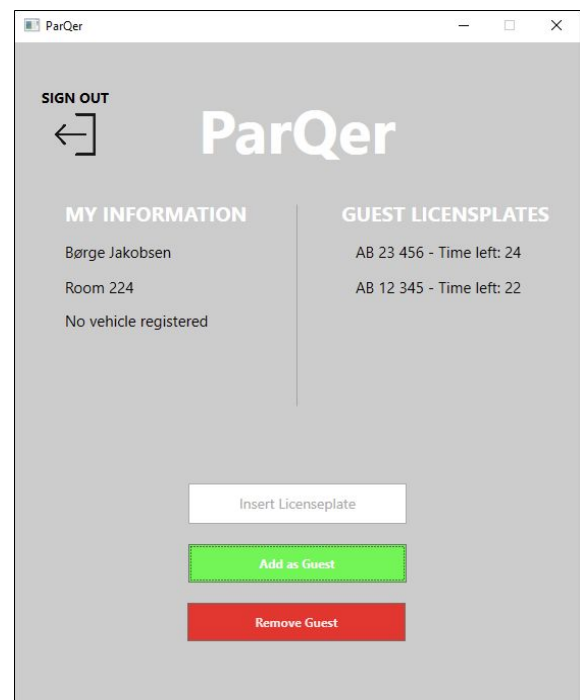 ParQer
SIGN OUT
ParQer
MY INFORMATION
Børge Jakobsen
Room 224
No vehicle registered
GUEST LICENSPLATES
AB 23 456 - Time left: 24
AB 12 345 - Time left: 22
Insert Licenseplate
Add as Guest
Remove Guest